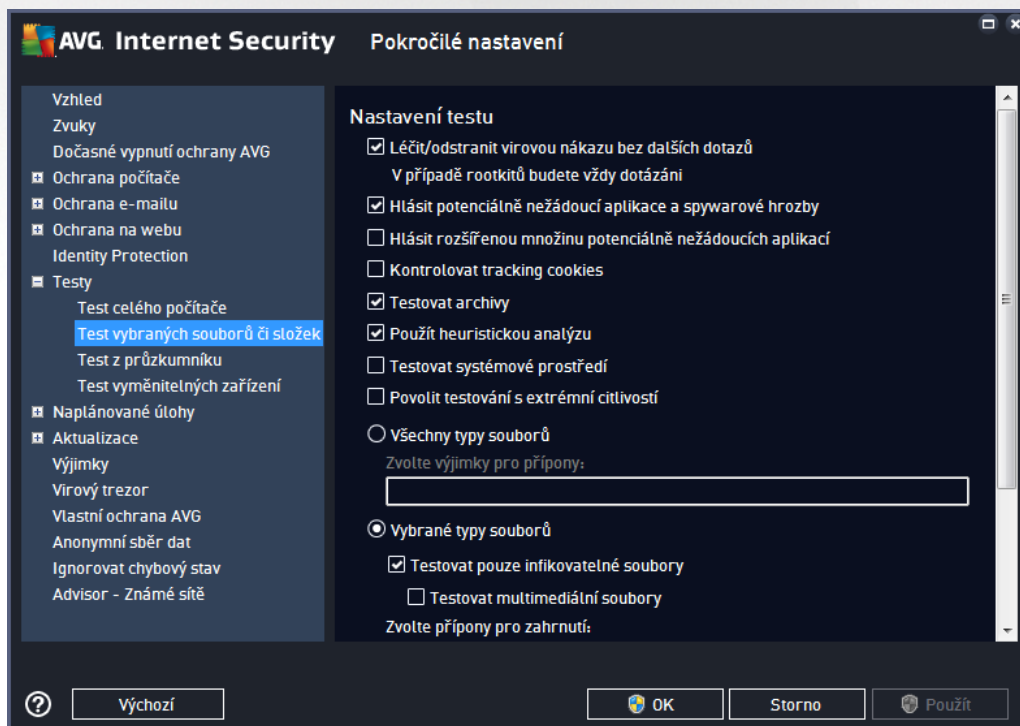 AVG. Internet Security Pokročilé nastavení
Vzhled
Zvuky
Dočasné vypnutí ochrany AVG
Ochrana počítače
Ochrana e-mailu
Ochrana na webu
Identity Protection
Testy
Test celého počítače
Test vybraných souborů či složek
Test z průzkumníku
Test vyměnitelných zařízení
Naplánované úlohy
Aktualizace
Výjimky
Virový trezor
Vlastní ochrana AVG
Anonymní sběr dat
Ignorovat chybový stav
Advisor - Známé sítě
Nastavení testu
Léčit/odstranit virovou nákazu bez dalších dotazů
V případě rootkitů budete vždy dotázáni
Hlásit potenciálně nežádoucí aplikace a spywarové hrozby
Hlásit rozšířenou množinu potenciálně nežádoucích aplikací
Kontrolovat tracking cookies
Testovat archivy
Použít heuristickou analýzu
Testovat systémové prostředí
Povolit testování s extrémní citlivostí
Všechny typy souborů
Zvolte výjimky pro přípony:
Vybrané typy souborů
Testovat pouze infikovatelné soubory
Testovat multimediální soubory
Zvolte přípony pro zahrnutí:
? Výchozí OK Storno Použít